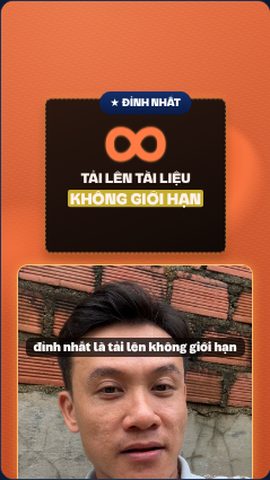 ★ ĐỈNH NHẤT
∞
TẢI LÊN TÀI LIỆU
KHÔNG GIỚI HẠN
đỉnh nhất là tải lên không giới hạn